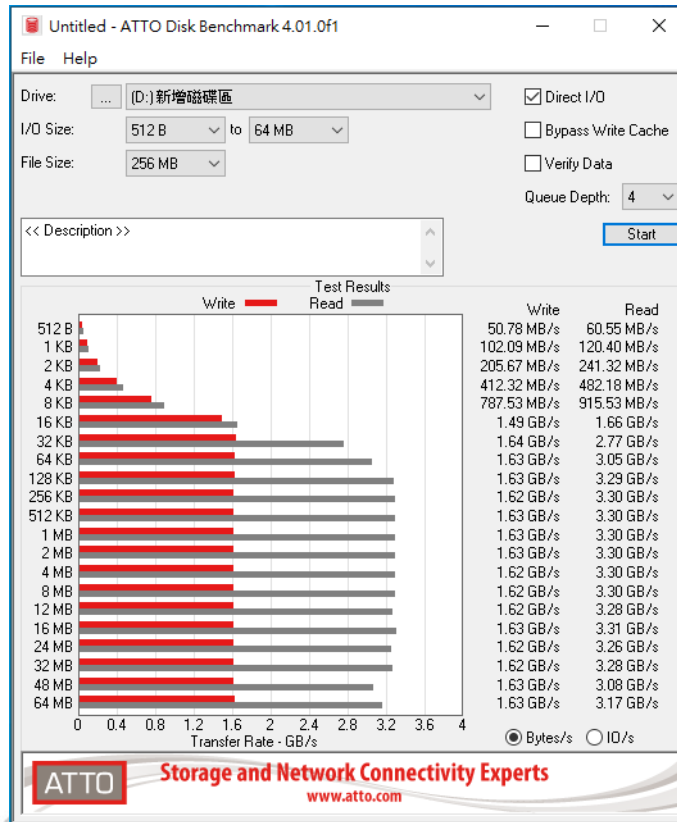 Untitled - ATTO Disk Benchmark 4.01.0f1
File Help
Drive: ... (D:)新增磁碟區 Direct I/O
I/O Size: 512 B to 64 MB Bypass Write Cache
File Size: 256 MB Verify Data
Queue Depth: 4
<< Description >> Start
Test Results
Write Read Write Read
512 B 50.78 MB/s 60.55 MB/s
1 KB 102.09 MB/s 120.40 MB/s
2 KB 205.67 MB/s 241.32 MB/s
4 KB 412.32 MB/s 482.18 MB/s
8 KB 787.53 MB/s 915.53 MB/s
16 KB 1.49 GB/s 1.66 GB/s
32 KB 1.64 GB/s 2.77 GB/s
64 KB 1.63 GB/s 3.05 GB/s
128 KB 1.63 GB/s 3.29 GB/s
256 KB 1.62 GB/s 3.30 GB/s
512 KB 1.63 GB/s 3.30 GB/s
1 MB 1.63 GB/s 3.30 GB/s
2 MB 1.63 GB/s 3.30 GB/s
4 MB 1.62 GB/s 3.30 GB/s
8 MB 1.62 GB/s 3.30 GB/s
12 MB 1.62 GB/s 3.28 GB/s
16 MB 1.63 GB/s 3.31 GB/s
24 MB 1.62 GB/s 3.26 GB/s
32 MB 1.62 GB/s 3.28 GB/s
48 MB 1.63 GB/s 3.08 GB/s
64 MB 1.63 GB/s 3.17 GB/s
0 0.4 0.8 1.2 1.6 2 2.4 2.8 3.2 3.6 4
Transfer Rate - GB/s Bytes/s IO/s
ATTO Storage and Network Connectivity Experts
www.atto.com